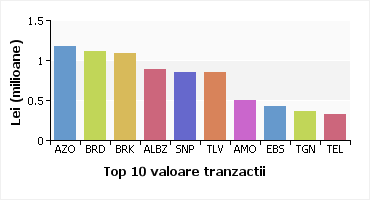 Lei (milioane)
1.5
1
0.5
0
AZO BRD BRK ALBZ SNP TLV AMO EBS TGN TEL
Top 10 valoare tranzactii